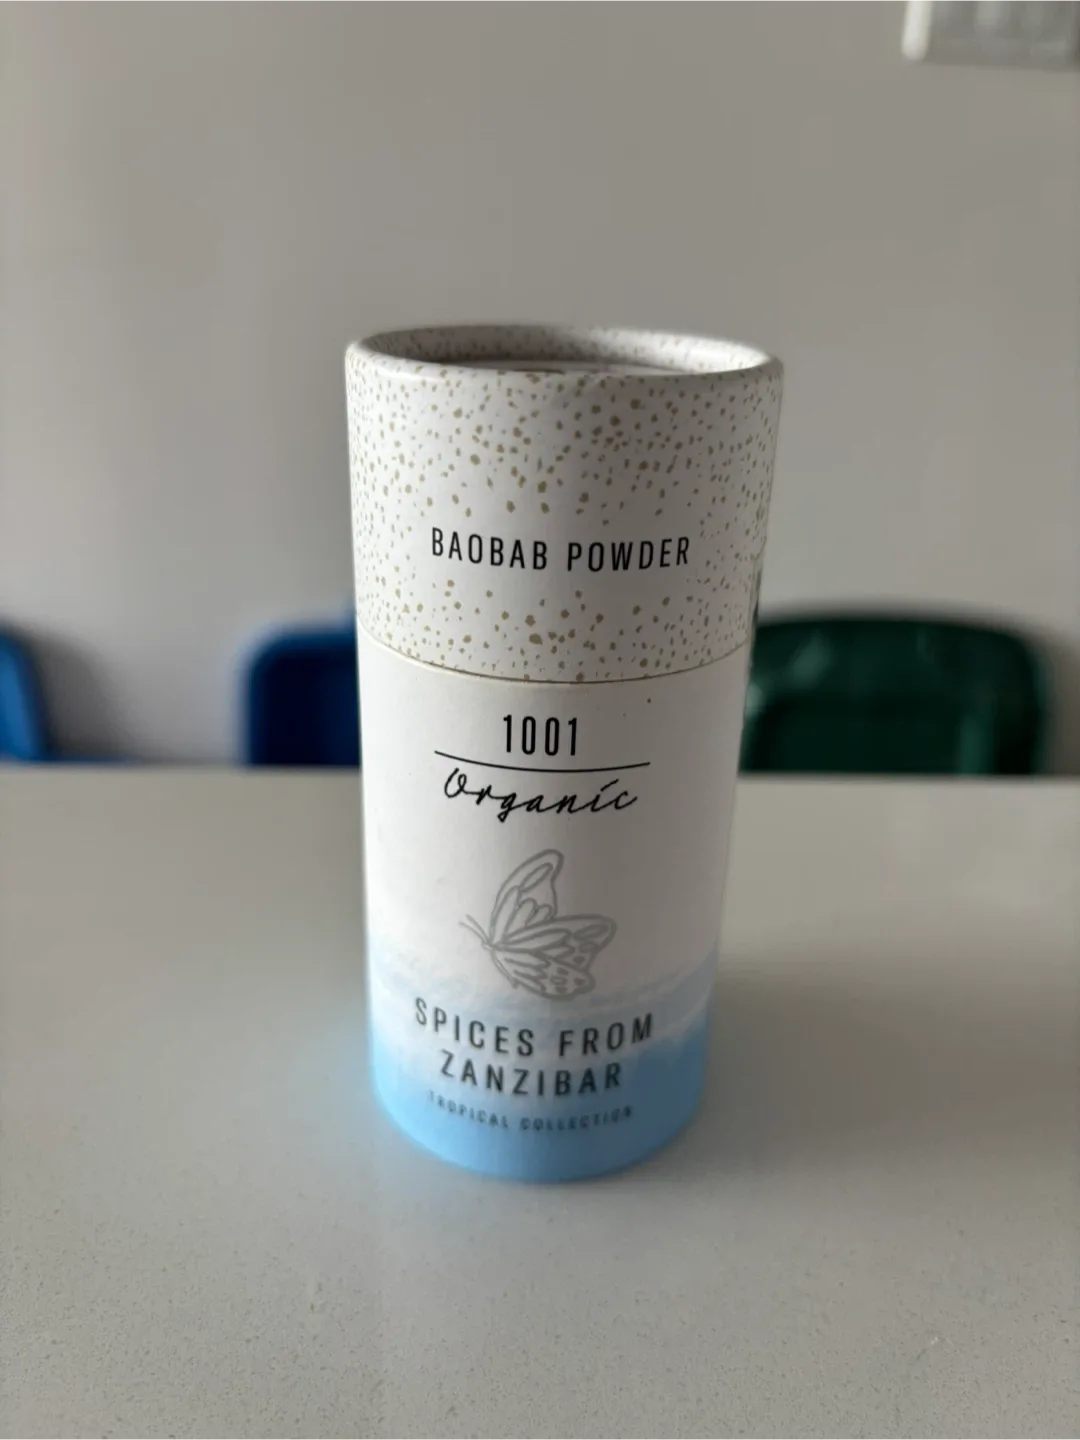 BAOBAB POWDER
1001
Organic
SPICES FROM
ZANZIBAR
TROPICAL COLLECTION